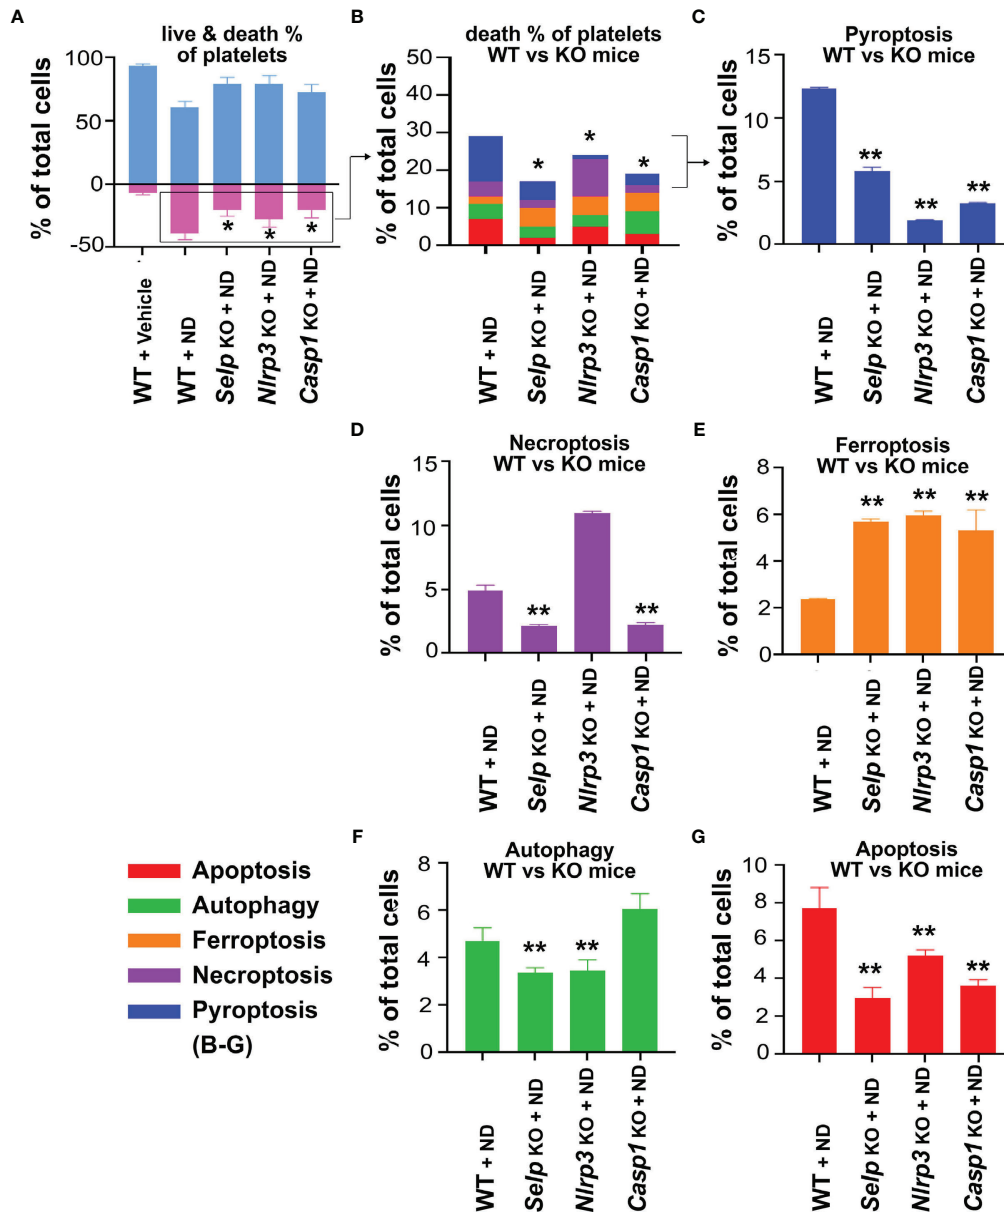 A
live & death %
of platelets
% of total cells
100
50
0
-50
WT + Vehicle
WT + ND
Selp KO + ND
Nlrp3 KO + ND
Casp1 KO + ND
*
*
*
B
death % of platelets
WT vs KO mice
% of total cells
50
40
30
20
10
0
*
*
*
WT + ND
Selp KO + ND
Nlrp3 KO + ND
Casp1 KO + ND
C
Pyroptosis
WT vs KO mice
% of total cells
15
10
5
0
**
**
**
WT + ND
Selp KO + ND
Nlrp3 KO + ND
Casp1 KO + ND
D
Necroptosis
WT vs KO mice
% of total cells
15
10
5
0
**
**
WT + ND
Selp KO + ND
Nlrp3 KO + ND
Casp1 KO + ND
E
Ferroptosis
WT vs KO mice
% of total cells
8
6
4
2
0
**
**
**
WT + ND
Selp KO + ND
Nlrp3 KO + ND
Casp1 KO + ND
Apoptosis
Autophagy
Ferroptosis
Necroptosis
Pyroptosis
(B-G)
F
Autophagy
WT vs KO mice
% of total cells
8
6
4
2
0
**
**
WT + ND
Selp KO + ND
Nlrp3 KO + ND
Casp1 KO + ND
G
Apoptosis
WT vs KO mice
% of total cells
10
8
6
4
2
0
**
**
**
WT + ND
Selp KO + ND
Nlrp3 KO + ND
Casp1 KO + ND